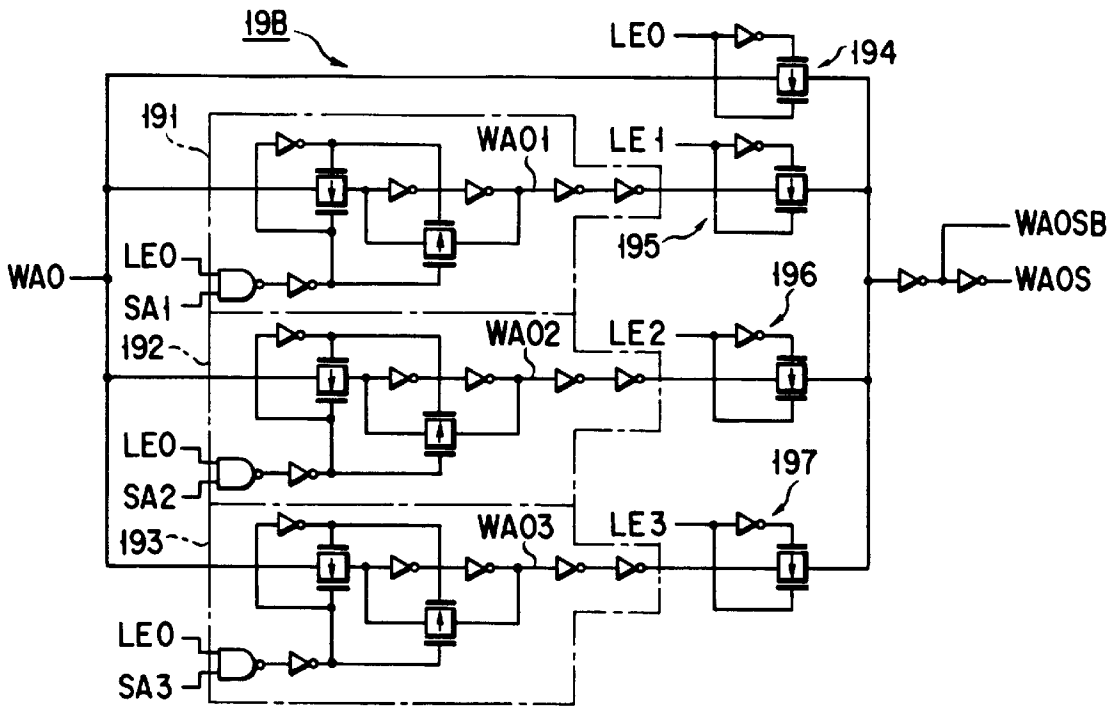 19B
LE0
194
191
WA01
LE1
195
LE0
WA0
SA1
WA0SB
WA0S
192
WA02
LE2
196
LE0
SA2
193
WA03
LE3
197
LE0
SA3